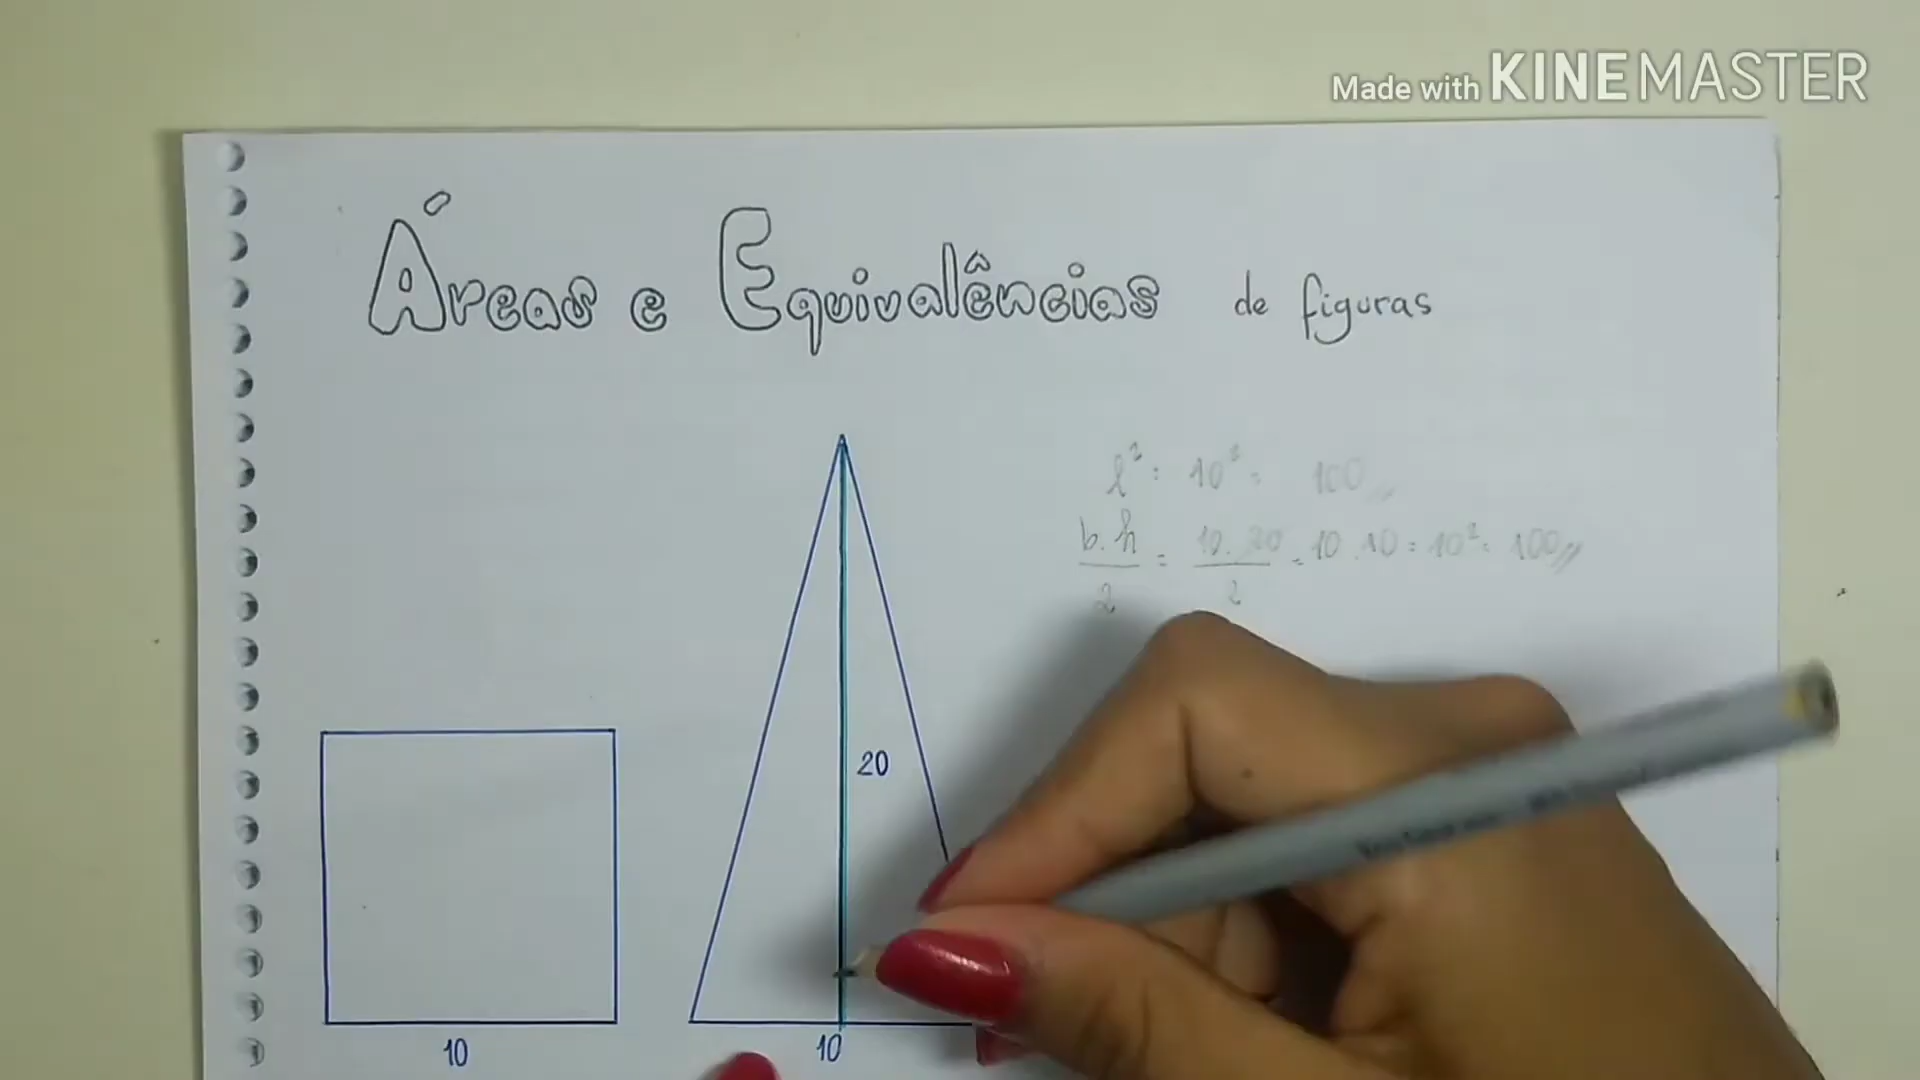 Made with KINEMASTER
Áreas e Equivalências de figuras
l² = 10² = 100
b.h = 10.20 = 10.10 = 10² = 100
2 2
20
10 10